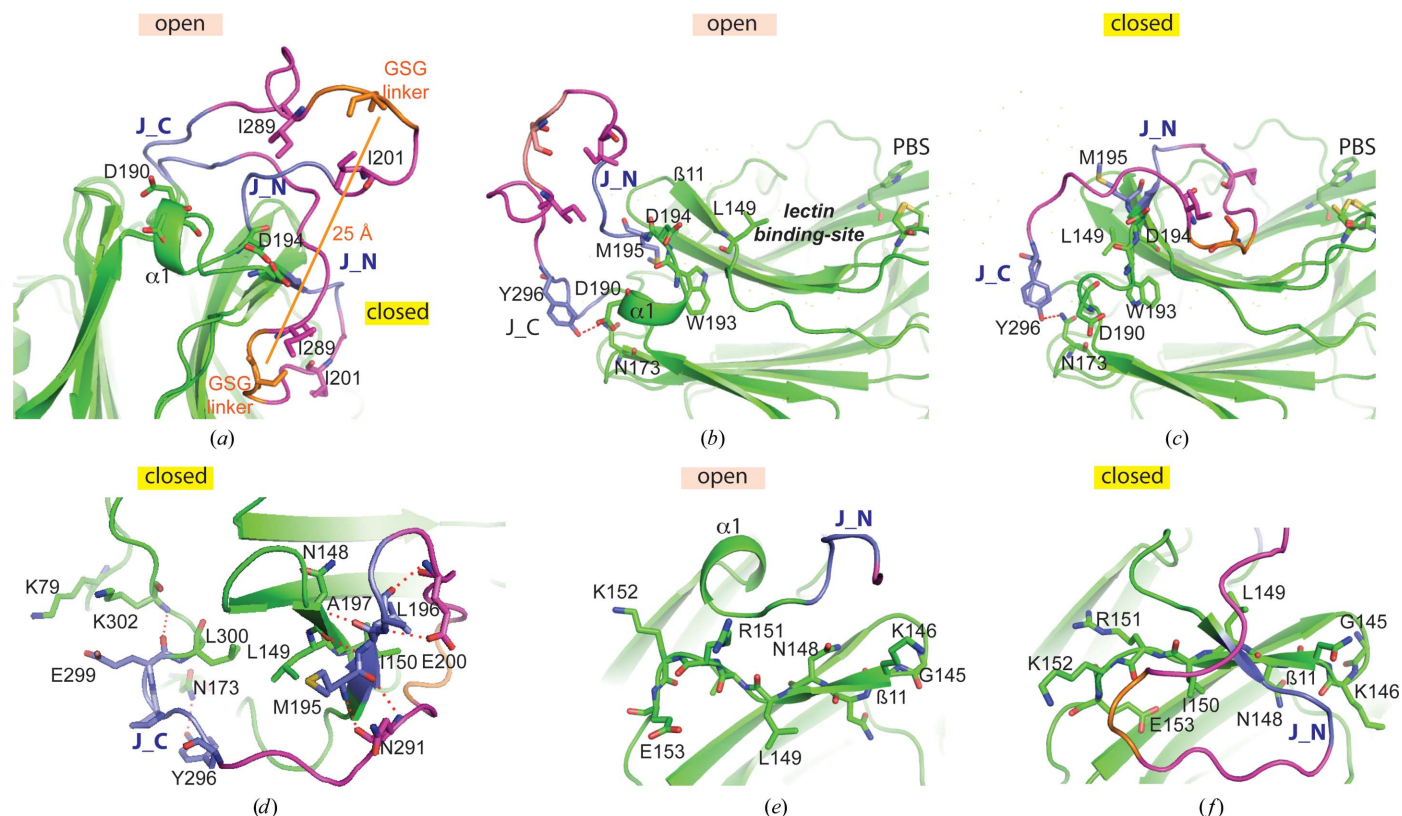 open
GSG
linker
J_C
I289
D190
I201
J_N
D194
25 Å
α1
J_N
closed
I289
GSG
linker
I201
(a)
open
J_N
ß11
PBS
D194
L149
lectin
binding-site
M195
Y296
D190
α1
J_C
W193
N173
(b)
closed
J_N
PBS
M195
L149
D194
J_C
W193
Y296
D190
N173
(c)
closed
N148
K79
A197
L196
K302
L300
L149
I150
E200
E299
N173
M195
J_C
N291
Y296
(d)
open
α1
J_N
K152
R151
N148
K146
G145
ß11
E153
L149
(e)
closed
L149
R151
G145
K152
ß11
K146
I150
E153
N148
J_N
(f)